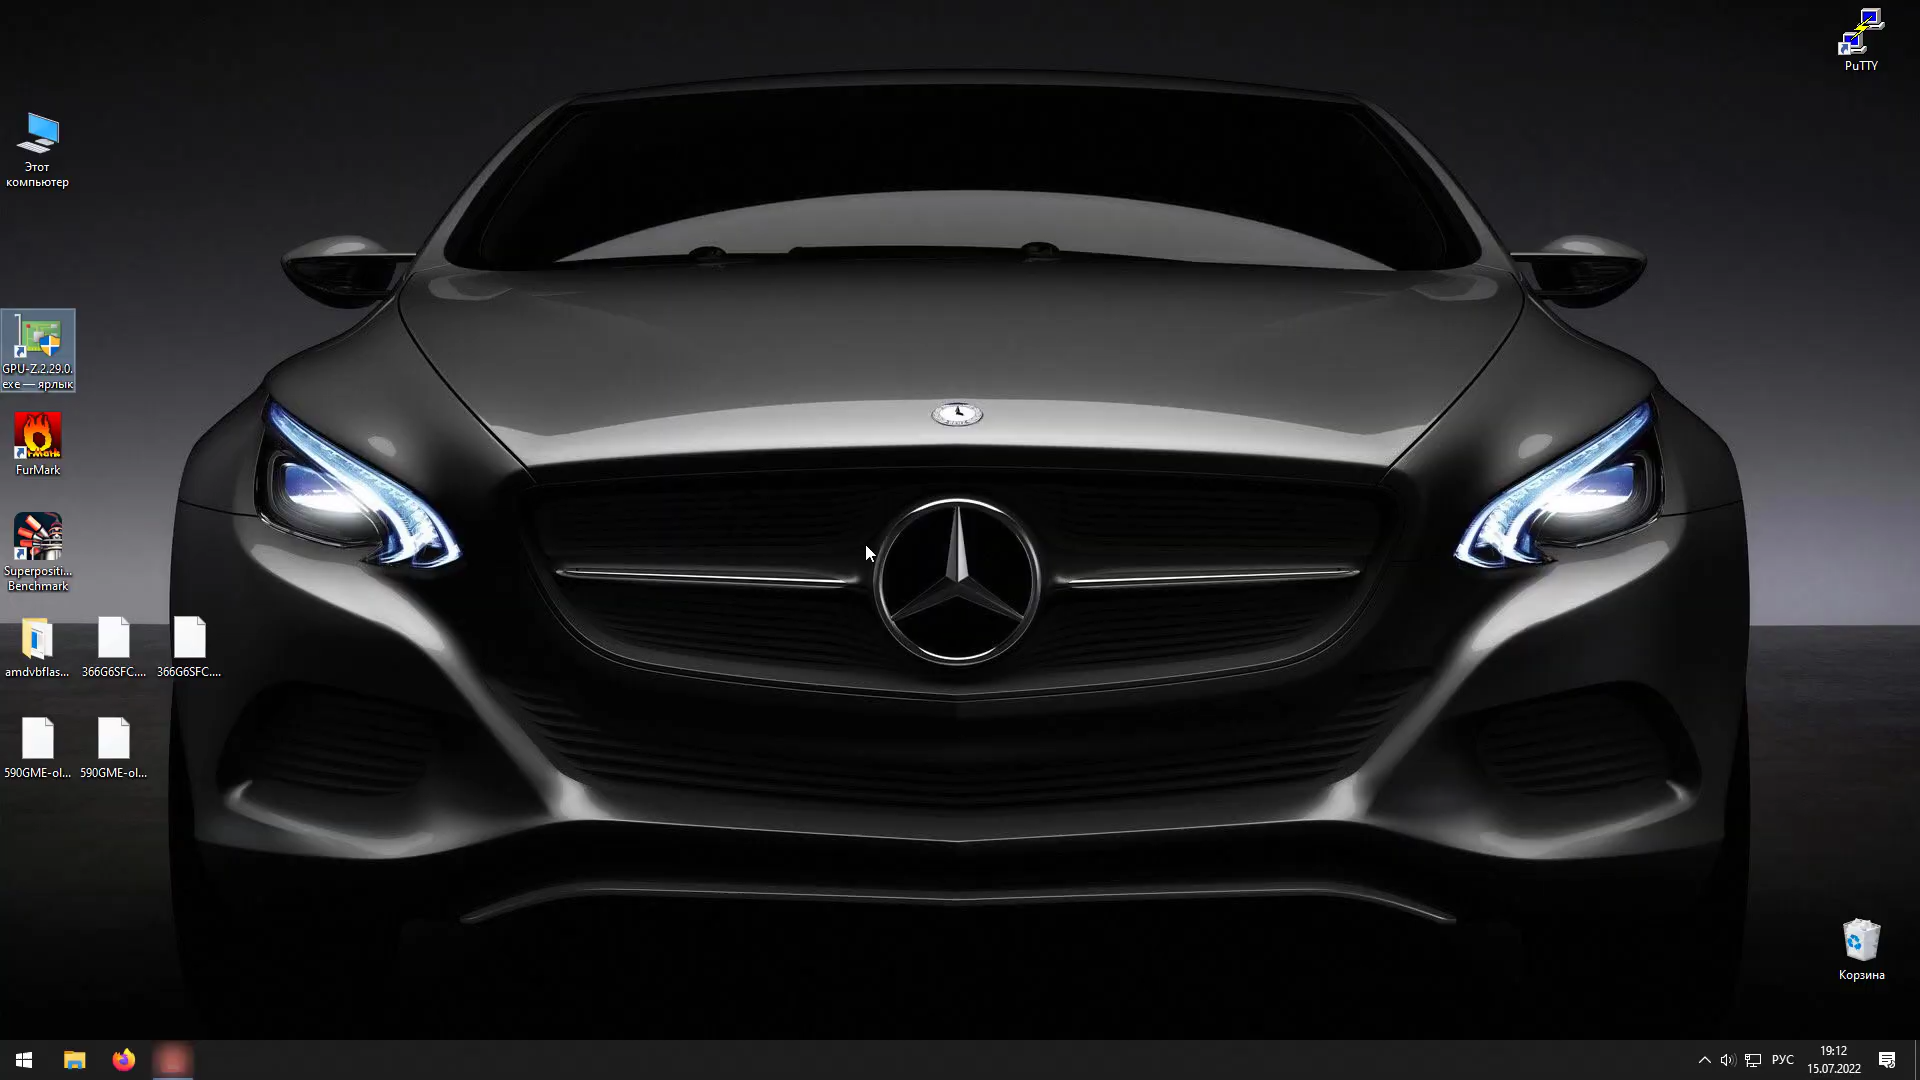 PuTTY
Этот
компьютер
GPU-Z.2.29.0.
exe — ярлык
FurMark
Superpositi...
Benchmark
amdvbflas...
366G6SFC....
366G6SFC....
590GME-ol...
590GME-ol...
Корзина
РУС
19:12
15.07.2022